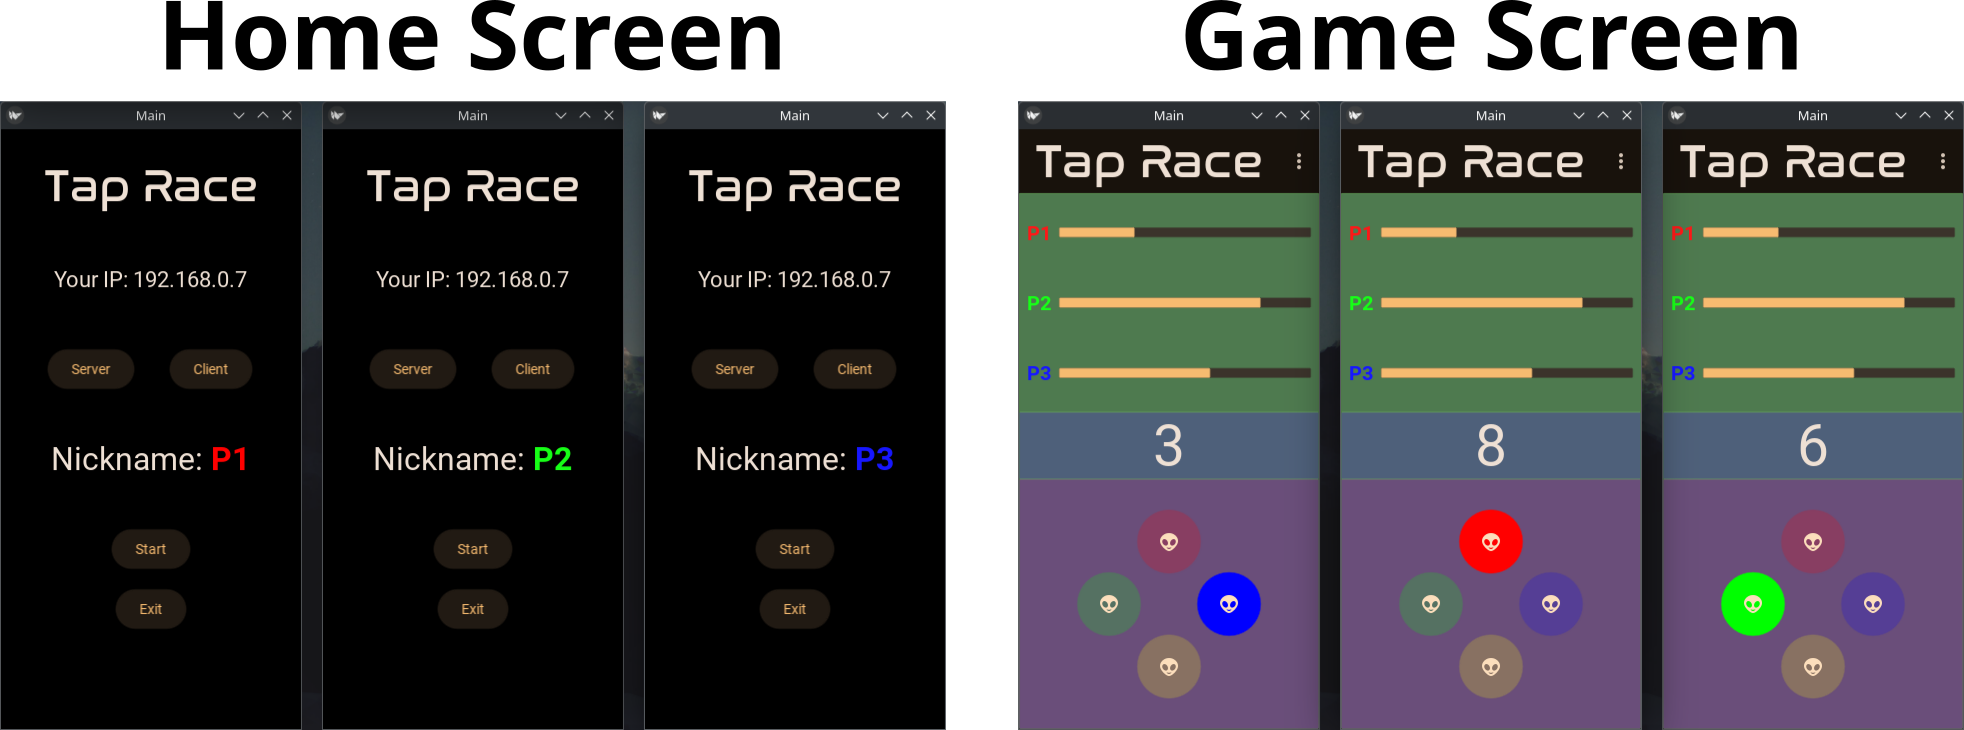 Home Screen
Main
Tap Race
Your IP: 192.168.0.7
Server Client
Nickname: P1
Start
Exit
Main
Tap Race
Your IP: 192.168.0.7
Server Client
Nickname: P2
Start
Exit
Main
Tap Race
Your IP: 192.168.0.7
Server Client
Nickname: P3
Start
Exit
Game Screen
Main
Tap Race
P1
P2
P3
3
Main
Tap Race
P1
P2
P3
8
Main
Tap Race
P1
P2
P3
6